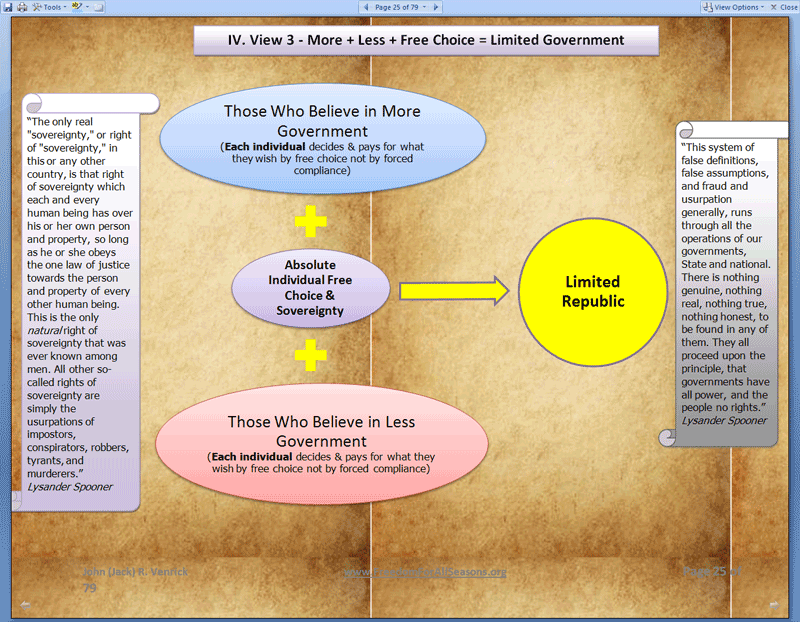 Tools
Page 25 of 79
View Options
Close
IV. View 3 - More + Less + Free Choice = Limited Government
“The only real
"sovereignty," or right
of "sovereignty," in
this or any other
country, is that right
of sovereignty which
each and every
human being has over
his or her own person
and property, so long
as he or she obeys
the one law of justice
towards the person
and property of every
other human being.
This is the only
natural right of
sovereignty that was
ever known among
men. All other so-
called rights of
sovereignty are
simply the
usurpations of
impostors,
conspirators, robbers,
tyrants, and
murderers.”
Lysander Spooner
Those Who Believe in More
Government
(Each individual decides & pays for what
they wish by free choice not by forced
compliance)
Absolute
Individual Free
Choice &
Sovereignty
Those Who Believe in Less
Government
(Each individual decides & pays for what they
wish by free choice not by forced compliance)
Limited
Republic
“This system of
false definitions,
false assumptions,
and fraud and
usurpation
generally, runs
through all the
operations of our
governments,
State and national.
There is nothing
genuine, nothing
real, nothing true,
nothing honest, to
be found in any of
them. They all
proceed upon the
principle, that
governments have
all power, and the
people no rights.”
Lysander Spooner
John (Jack) R. Venrick
Page 25 of
79